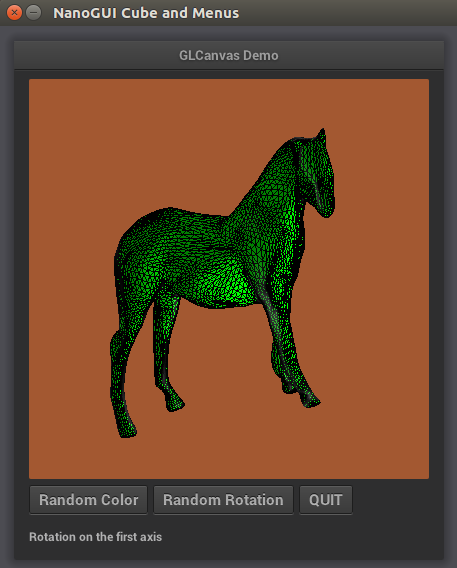 NanoGUI Cube and Menus
GLCanvas Demo
Random Color Random Rotation QUIT
Rotation on the first axis